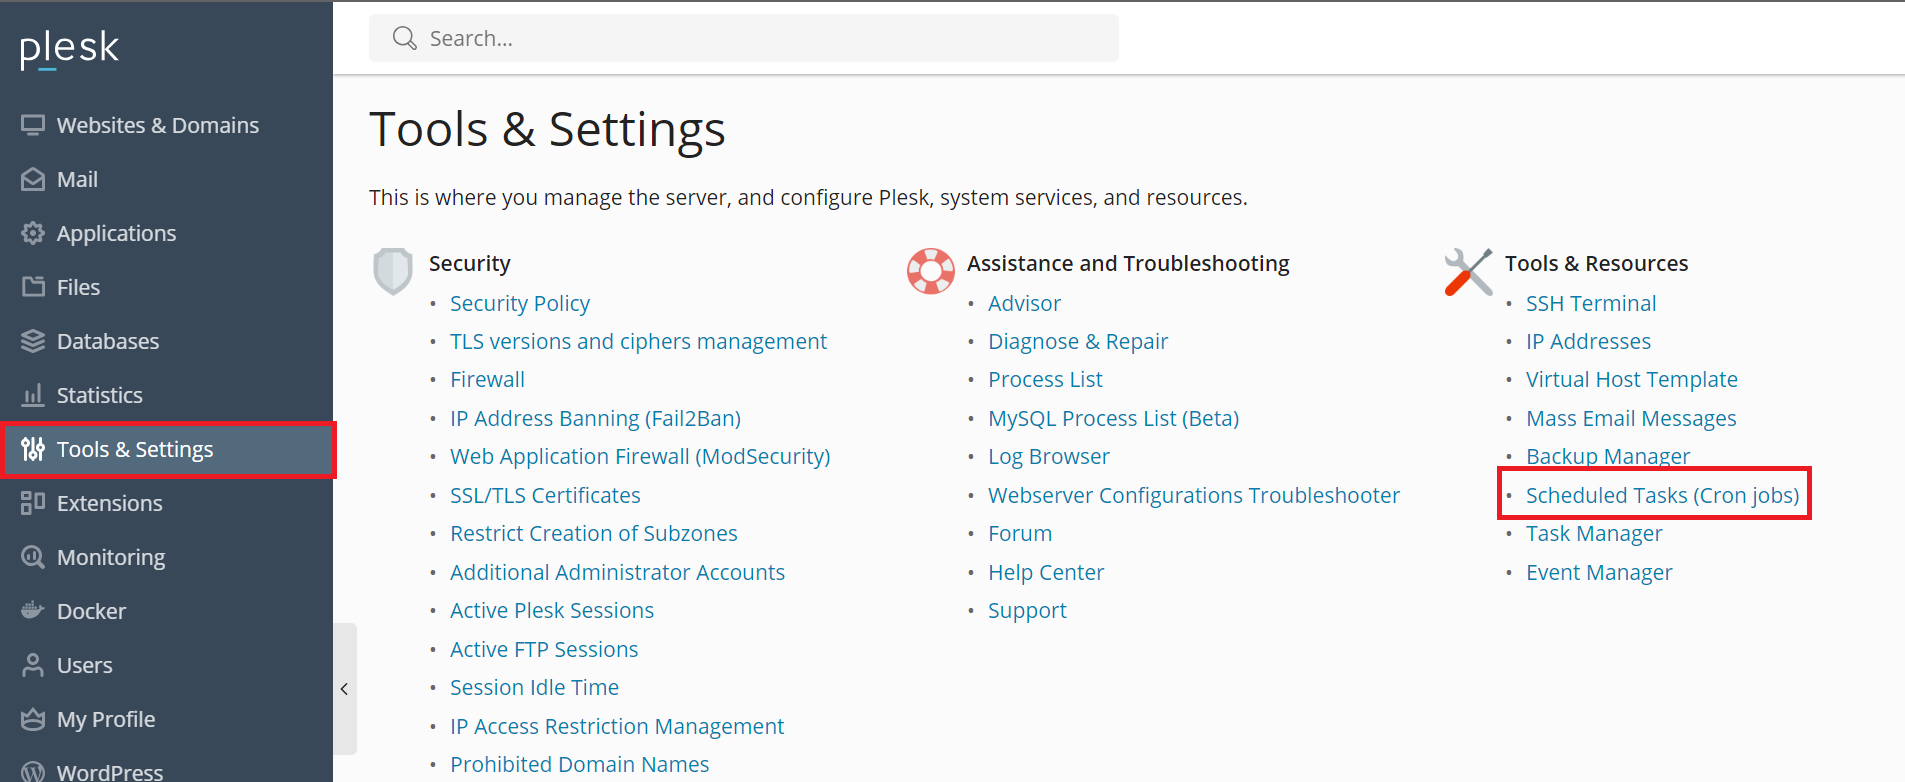 plesk
Websites & Domains
Mail
Applications
Files
Databases
Statistics
Tools & Settings
Extensions
Monitoring
Docker
Users
My Profile
WordPress
Search...
Tools & Settings
This is where you manage the server, and configure Plesk, system services, and resources.
Security
Security Policy
TLS versions and ciphers management
Firewall
IP Address Banning (Fail2Ban)
Web Application Firewall (ModSecurity)
SSL/TLS Certificates
Restrict Creation of Subzones
Additional Administrator Accounts
Active Plesk Sessions
Active FTP Sessions
Session Idle Time
IP Access Restriction Management
Prohibited Domain Names
Assistance and Troubleshooting
Advisor
Diagnose & Repair
Process List
MySQL Process List (Beta)
Log Browser
Webserver Configurations Troubleshooter
Forum
Help Center
Support
Tools & Resources
SSH Terminal
IP Addresses
Virtual Host Template
Mass Email Messages
Backup Manager
Scheduled Tasks (Cron jobs)
Task Manager
Event Manager